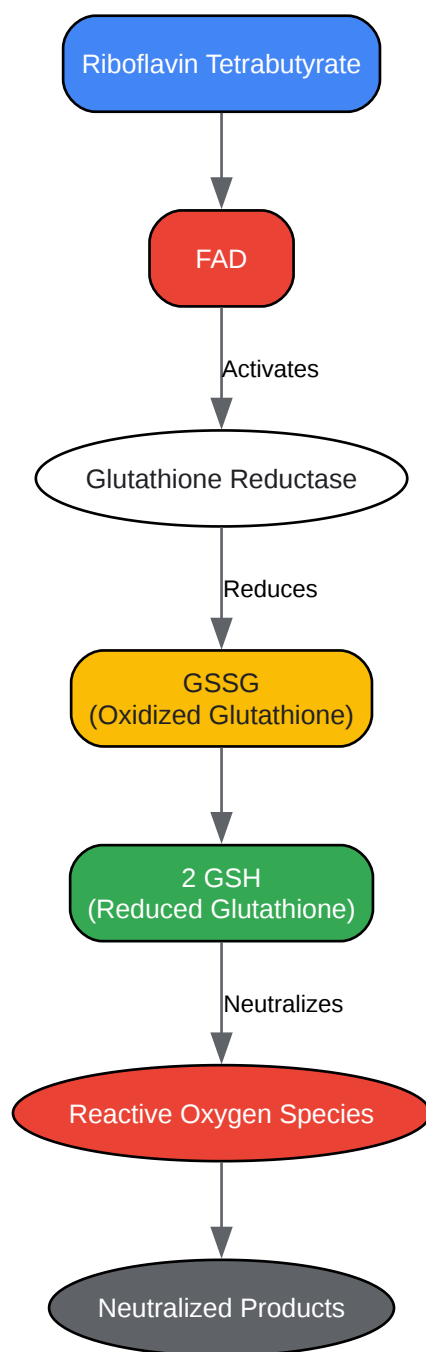 Riboflavin Tetrabutyrate
FAD
Activates
Glutathione Reductase
Reduces
GSSG
(Oxidized Glutathione)
2 GSH
(Reduced Glutathione)
Neutralizes
Reactive Oxygen Species
Neutralized Products